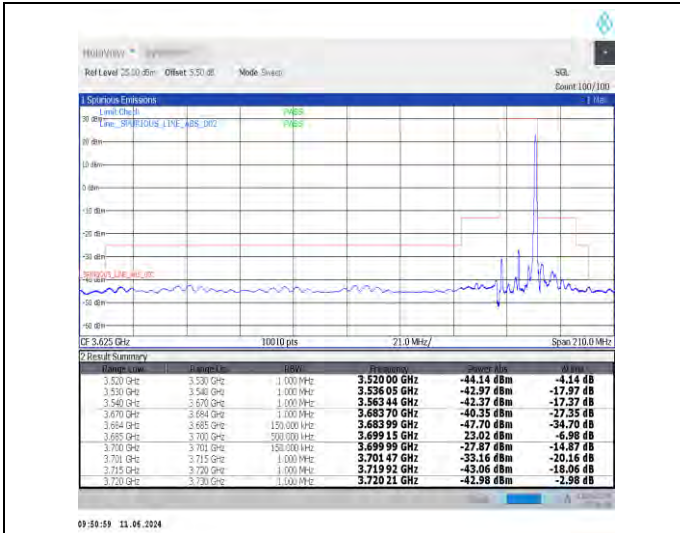 MultiView
Ref Level 25.00 dBm Offset 3.50 dB Mode Sweep
SGL
Count 100/100
1 Spurious Emissions
Limit Check PASS
Line _SPURIOUS_LINE_ABS_002 PASS
30 dBm
20 dBm
10 dBm
0 dBm
-10 dBm
-20 dBm
-30 dBm
-40 dBm
-50 dBm
-60 dBm
CF 3.625 GHz 10010 pts 21.0 MHz/ Span 210.0 MHz
2 Result Summary
Range Low Range Up RBW Frequency Power Abs ΔLimit
3.520 GHz 3.530 GHz 1.000 MHz 3.520 00 GHz -44.14 dBm -4.14 dB
3.530 GHz 3.540 GHz 1.000 MHz 3.536 05 GHz -42.97 dBm -17.97 dB
3.540 GHz 3.670 GHz 1.000 MHz 3.563 44 GHz -42.37 dBm -17.37 dB
3.670 GHz 3.684 GHz 1.000 MHz 3.683 70 GHz -40.35 dBm -27.35 dB
3.684 GHz 3.685 GHz 150.000 kHz 3.683 99 GHz -47.70 dBm -34.70 dB
3.685 GHz 3.700 GHz 500.000 kHz 3.699 15 GHz 23.02 dBm -6.98 dB
3.700 GHz 3.701 GHz 150.000 kHz 3.699 99 GHz -27.87 dBm -14.87 dB
3.701 GHz 3.715 GHz 1.000 MHz 3.701 47 GHz -33.16 dBm -20.16 dB
3.715 GHz 3.720 GHz 1.000 MHz 3.719 92 GHz -43.06 dBm -18.06 dB
3.720 GHz 3.730 GHz 1.000 MHz 3.720 21 GHz -42.98 dBm -2.98 dB
09:50:59 11.06.2024